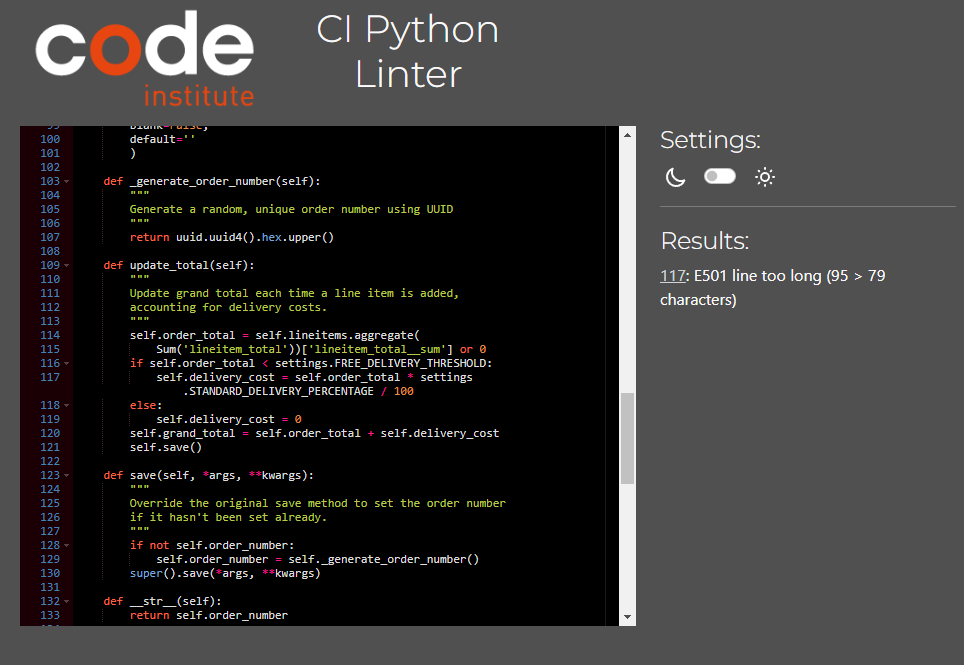 code
institute
CI Python
Linter
99 blank=False,
100 default=''
101 )
102
103 def _generate_order_number(self):
104 """
105 Generate a random, unique order number using UUID
106 """
107 return uuid.uuid4().hex.upper()
108
109 def update_total(self):
110 """
111 Update grand total each time a line item is added,
112 accounting for delivery costs.
113 """
114 self.order_total = self.lineitems.aggregate(
115 Sum('lineitem_total'))['lineitem_total__sum'] or 0
116 if self.order_total < settings.FREE_DELIVERY_THRESHOLD:
117 self.delivery_cost = self.order_total * settings
.STANDARD_DELIVERY_PERCENTAGE / 100
118 else:
119 self.delivery_cost = 0
120 self.grand_total = self.order_total + self.delivery_cost
121 self.save()
122
123 def save(self, *args, **kwargs):
124 """
125 Override the original save method to set the order number
126 if it hasn't been set already.
127 """
128 if not self.order_number:
129 self.order_number = self._generate_order_number()
130 super().save(*args, **kwargs)
131
132 def __str__(self):
133 return self.order_number
Settings:
Results:
117: E501 line too long (95 > 79
characters)